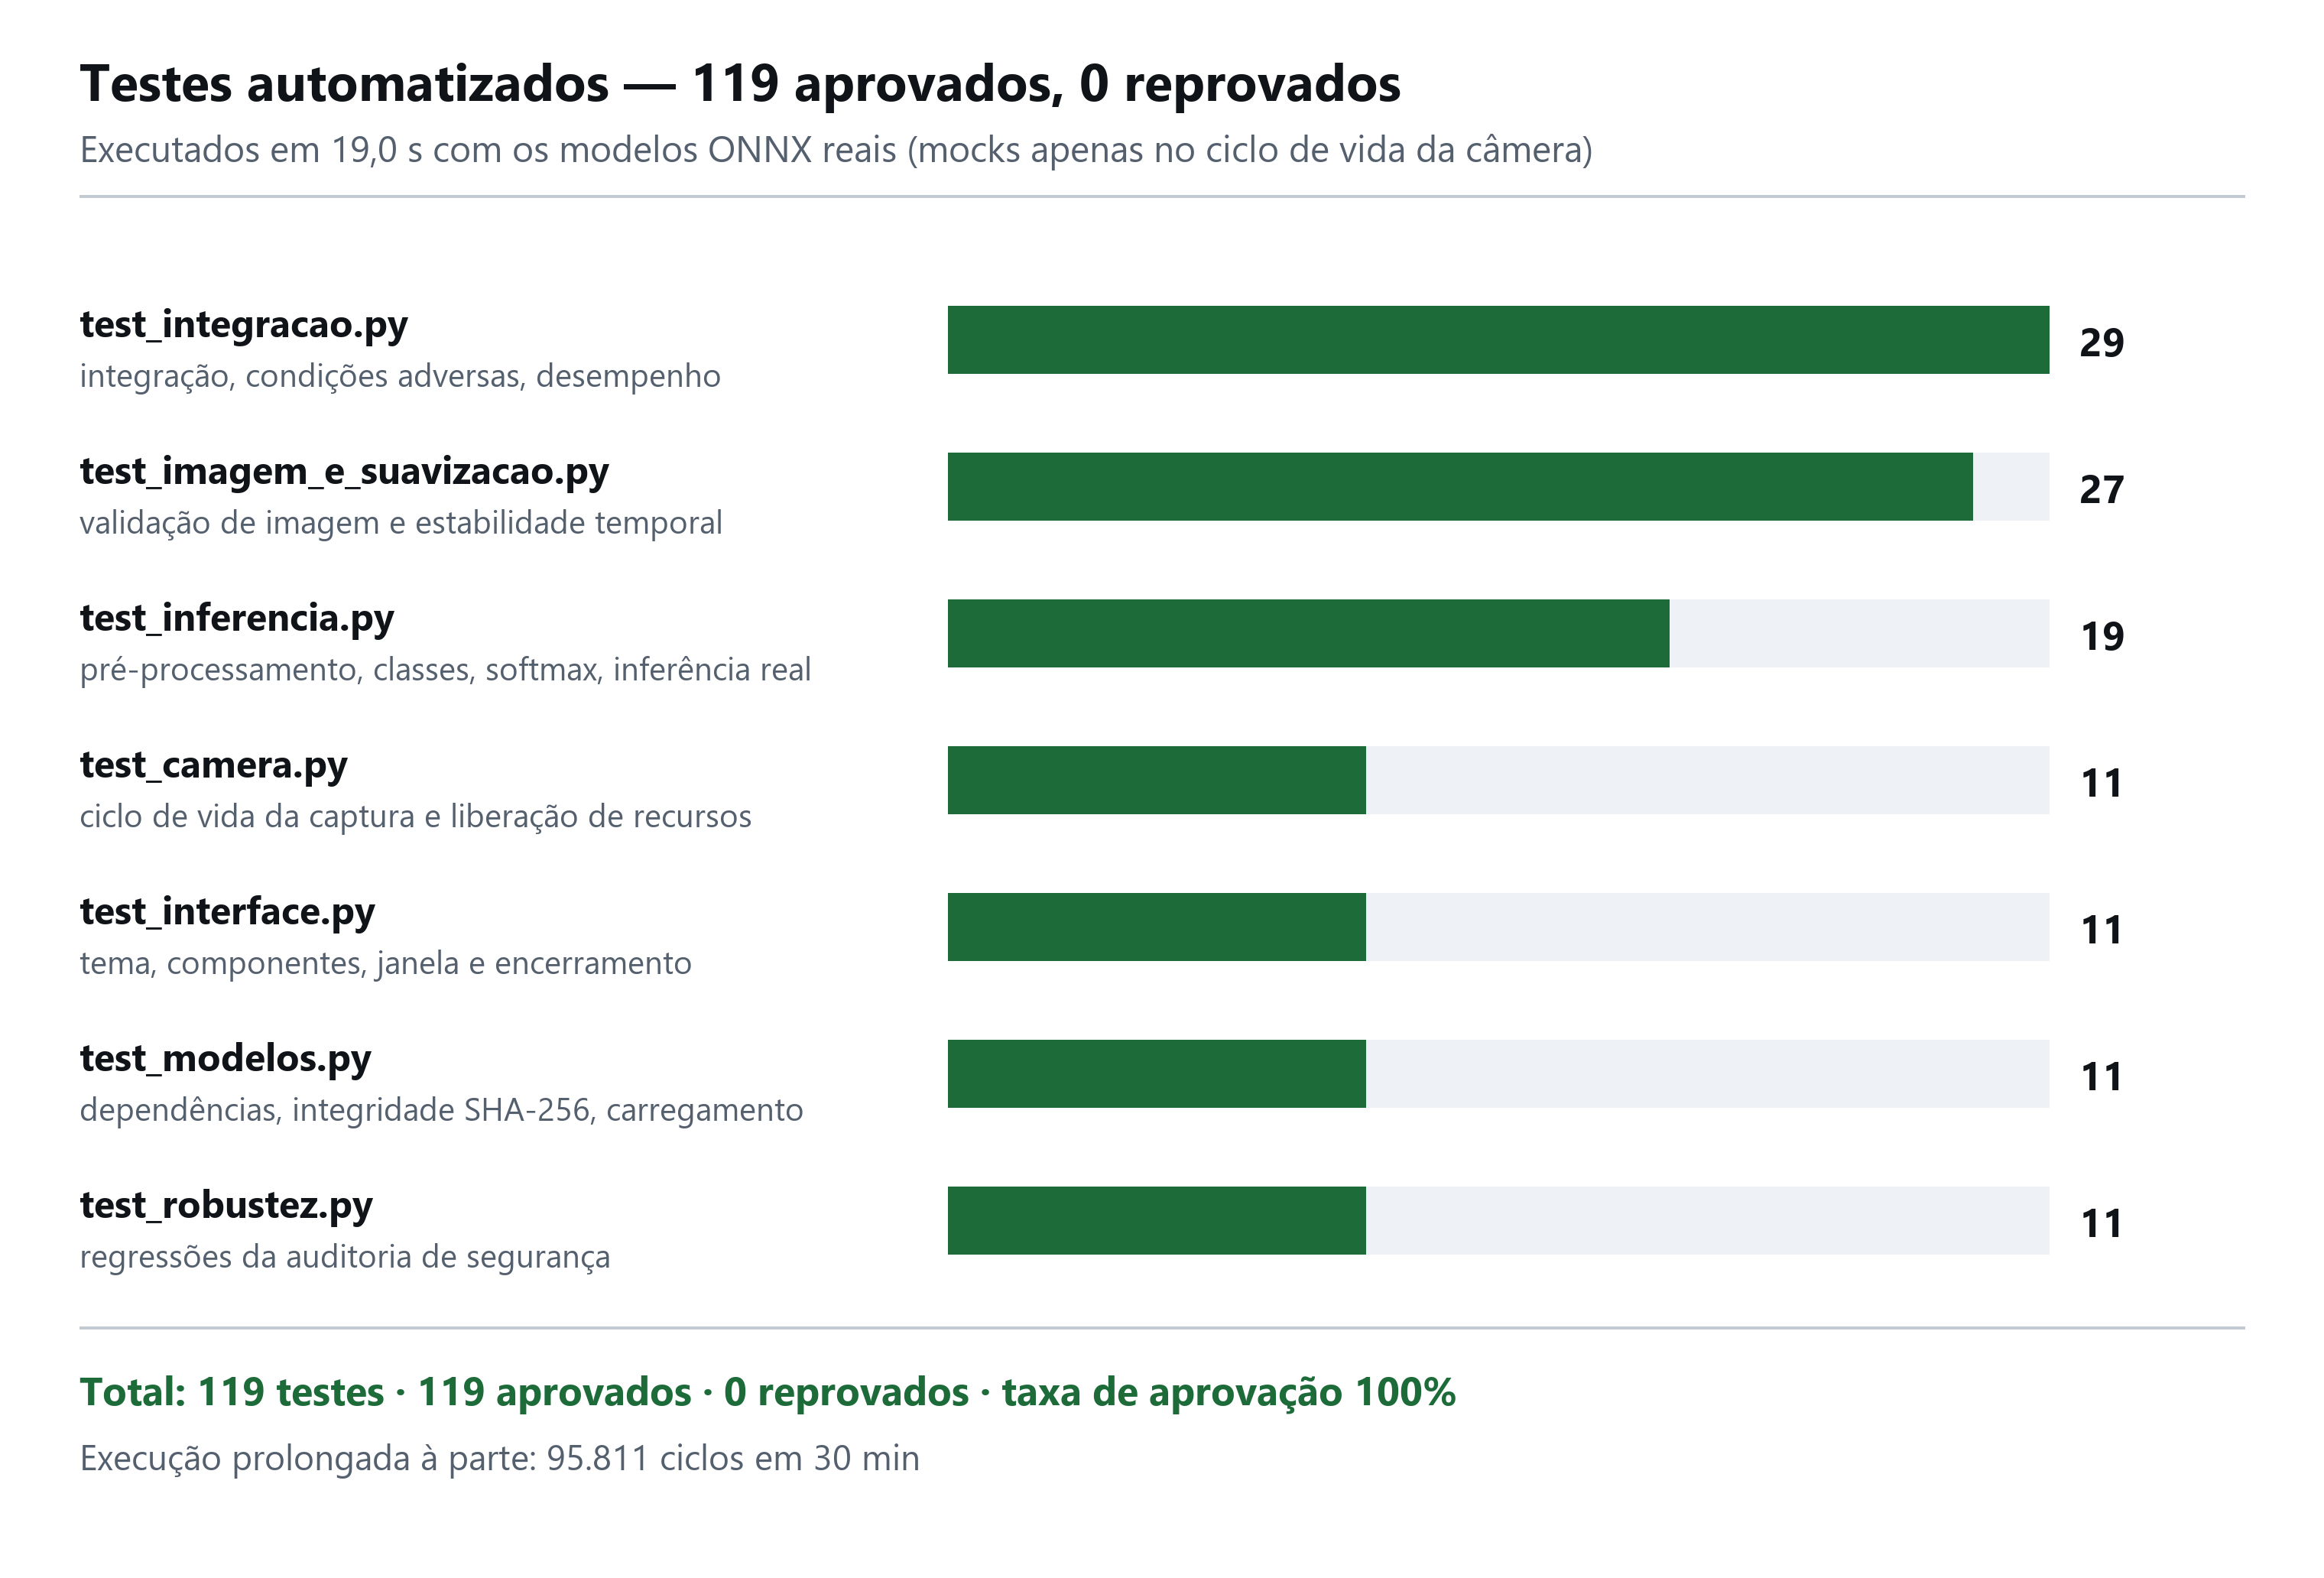 Testes automatizados — 119 aprovados, 0 reprovados
Executados em 19,0 s com os modelos ONNX reais (mocks apenas no ciclo de vida da câmera)
test_integracao.py
integração, condições adversas, desempenho
29
test_imagem_e_suavizacao.py
validação de imagem e estabilidade temporal
27
test_inferencia.py
pré-processamento, classes, softmax, inferência real
19
test_camera.py
ciclo de vida da captura e liberação de recursos
11
test_interface.py
tema, componentes, janela e encerramento
11
test_modelos.py
dependências, integridade SHA-256, carregamento
11
test_robustez.py
regressões da auditoria de segurança
11
Total: 119 testes · 119 aprovados · 0 reprovados · taxa de aprovação 100%
Execução prolongada à parte: 95.811 ciclos em 30 min